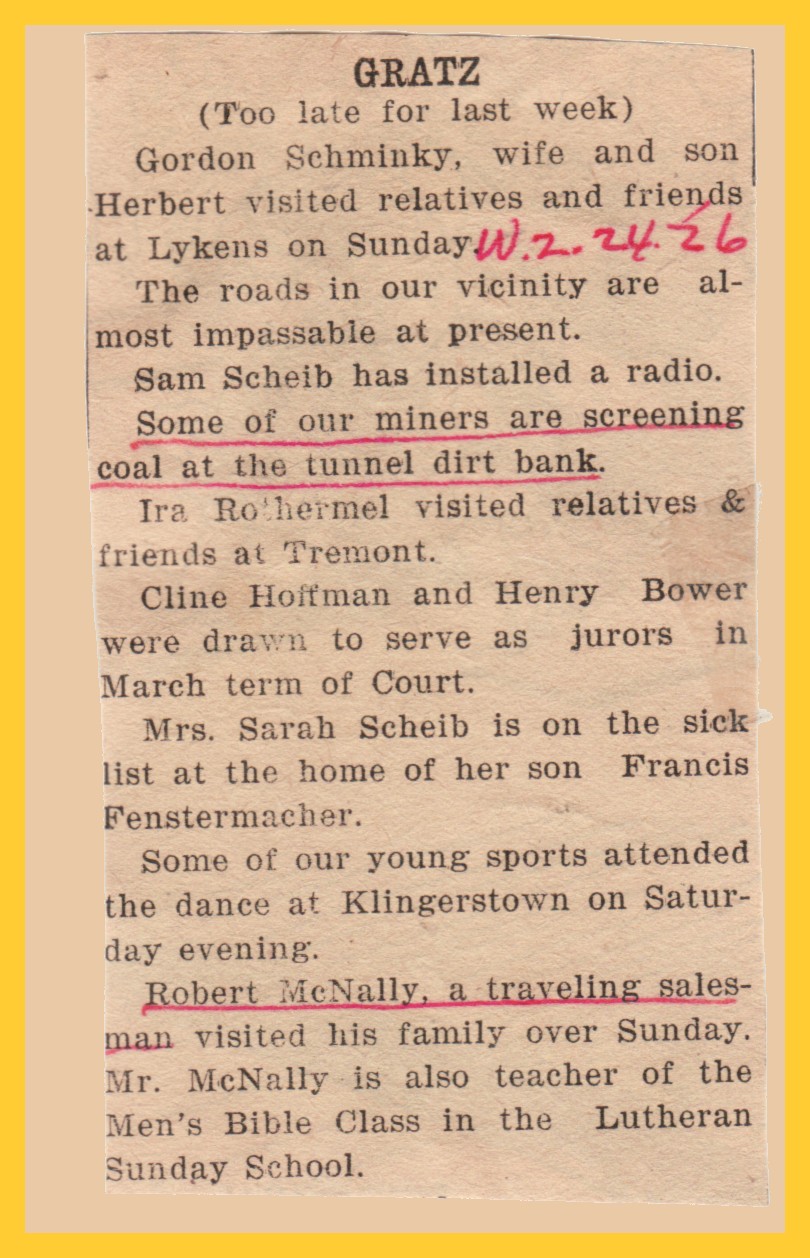 GRATZ
(Too late for last week)
Gordon Schminky, wife and son
Herbert visited relatives and friends
at Lykens on Sunday. W. 2. 24. 26
The roads in our vicinity are al-
most impassable at present.
Sam Scheib has installed a radio.
Some of our miners are screening
coal at the tunnel dirt bank.
Ira Rothermel visited relatives &
friends at Tremont.
Cline Hoffman and Henry Bower
were drawn to serve as jurors in
March term of Court.
Mrs. Sarah Scheib is on the sick
list at the home of her son Francis
Fenstermacher.
Some of our young sports attended
the dance at Klingerstown on Satur-
day evening.
Robert McNally, a traveling sales-
man visited his family over Sunday.
Mr. McNally is also teacher of the
Men's Bible Class in the Lutheran
Sunday School.